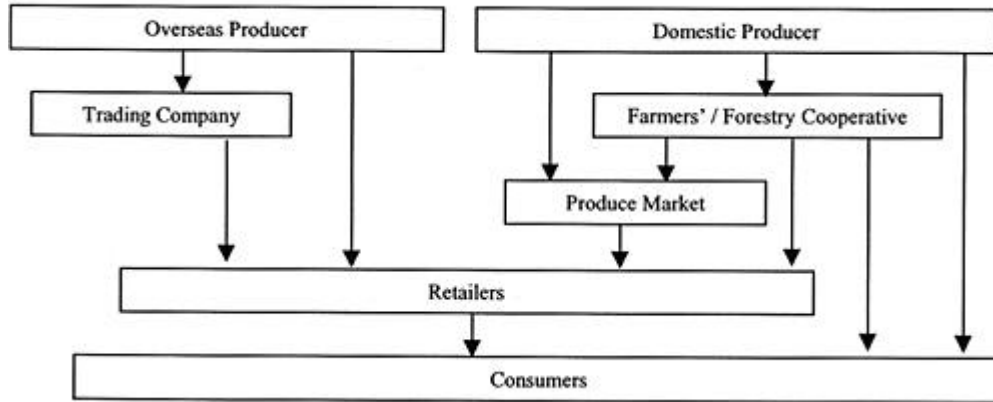 Overseas Producer
Domestic Producer
Trading Company
Farmers’ / Forestry Cooperative
Produce Market
Retailers
Consumers